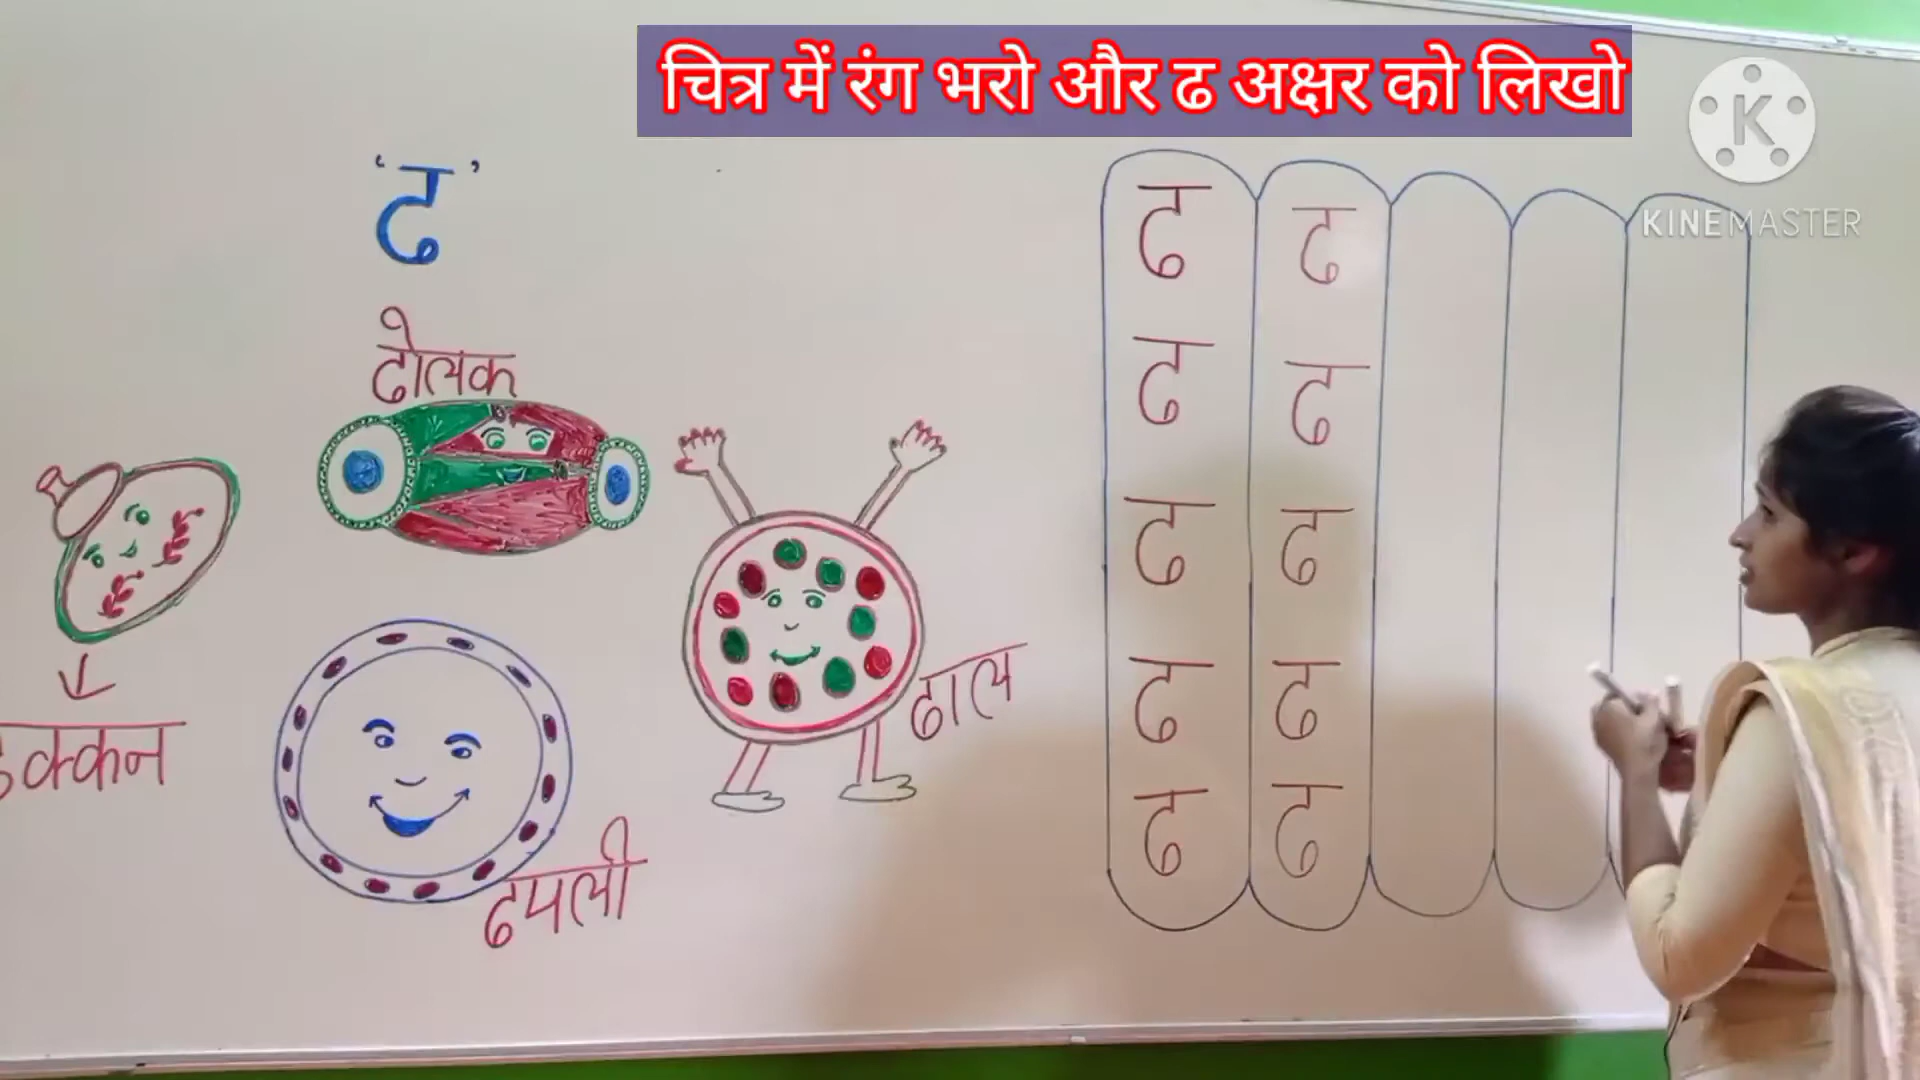 चित्र में रंग भरो और ढ अक्षर को लिखो
KINEMASTER
'ढ'
ढोलक
ढक्कन
ढाल
ढपली
ढ ढ
ढ ढ
ढ ढ
ढ ढ
ढ ढ